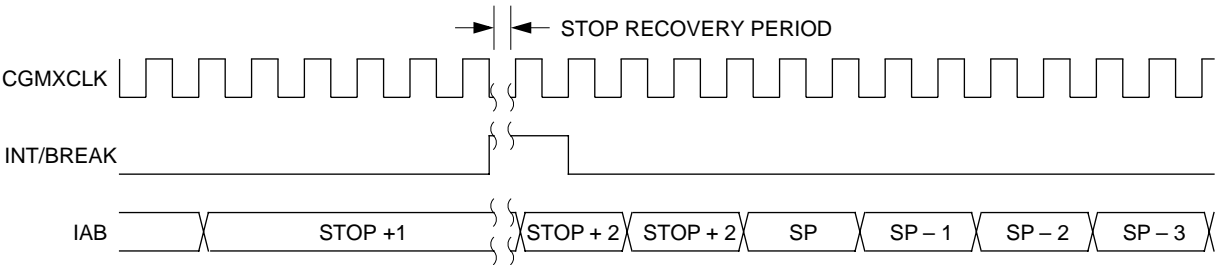 STOP RECOVERY PERIOD
CGMXCLK
INT/BREAK
IAB STOP +1 STOP + 2 STOP + 2 SP SP – 1 SP – 2 SP – 3